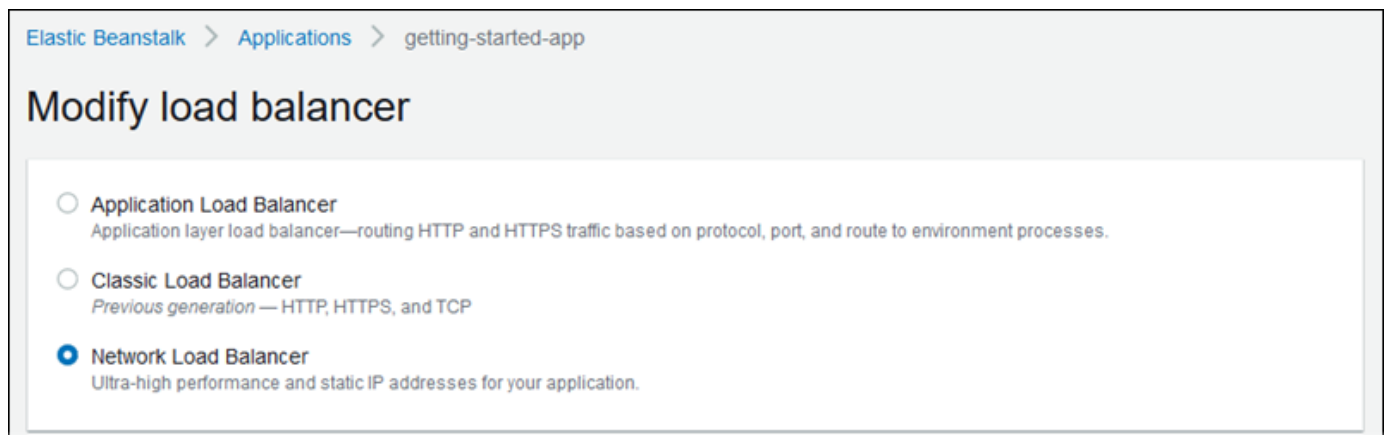 Elastic Beanstalk > Applications > getting-started-app
Modify load balancer
Application Load Balancer
Application layer load balancer—routing HTTP and HTTPS traffic based on protocol, port, and route to environment processes.
Classic Load Balancer
Previous generation — HTTP, HTTPS, and TCP
Network Load Balancer
Ultra-high performance and static IP addresses for your application.